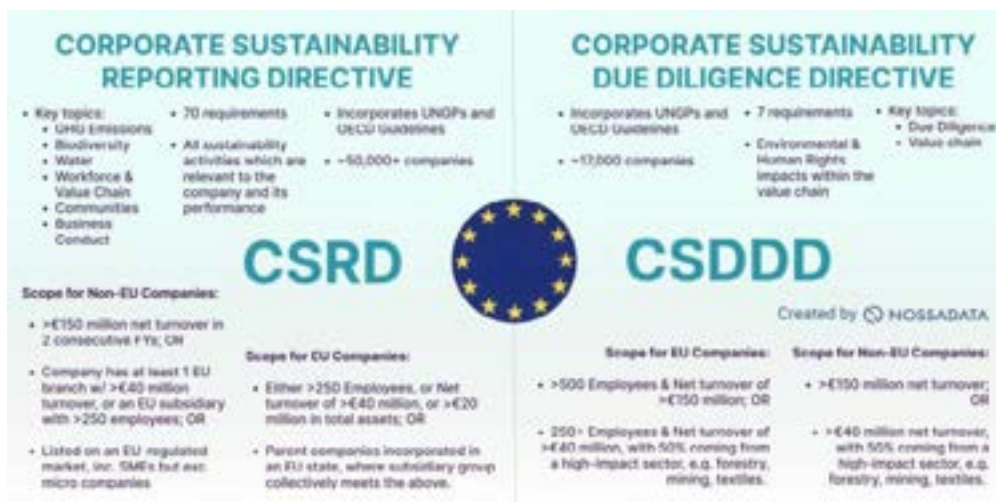 CORPORATE SUSTAINABILITY
REPORTING DIRECTIVE
• Key topics:
• GHG Emissions
• Biodiversity
• Water
• Workforce &
Value Chain
• Communities
• Business
Conduct
• 70 requirements
• All sustainability
activities which are
relevant to the
company and its
performance
• Incorporates UNGPs and
OECD Guidelines
• ~50,000+ companies
CSRD
Scope for Non-EU Companies:
• >€150 million net turnover in
2 consecutive FYs; OR
• Company has at least 1 EU
branch w/ >€40 million
turnover, or an EU subsidiary
with >250 employees; OR
• Listed on an EU-regulated
market, inc. SMEs but exc.
micro companies
Scope for EU Companies:
• Either >250 Employees, or Net
turnover of >€40 million, or >€20
million in total assets; OR
• Parent companies incorporated in
an EU state, where subsidiary group
collectively meets the above.
CORPORATE SUSTAINABILITY
DUE DILIGENCE DIRECTIVE
• Incorporates UNGPs and
OECD Guidelines
• ~17,000 companies
• 7 requirements
• Environmental &
Human Rights
impacts within the
value chain
• Key topics:
• Due Diligence
• Value chain
CSDDD
Created by NOSSADATA
Scope for EU Companies:
• >500 Employees & Net turnover of
>€150 million; OR
• 250+ Employees & Net turnover of
>€40 million, with 50% coming from
a high-impact sector, e.g. forestry,
mining, textiles.
Scope for Non-EU Companies:
• >€150 million net turnover;
OR
• >€40 million net turnover,
with 50% coming from a
high-impact sector, e.g.
forestry, mining, textiles.